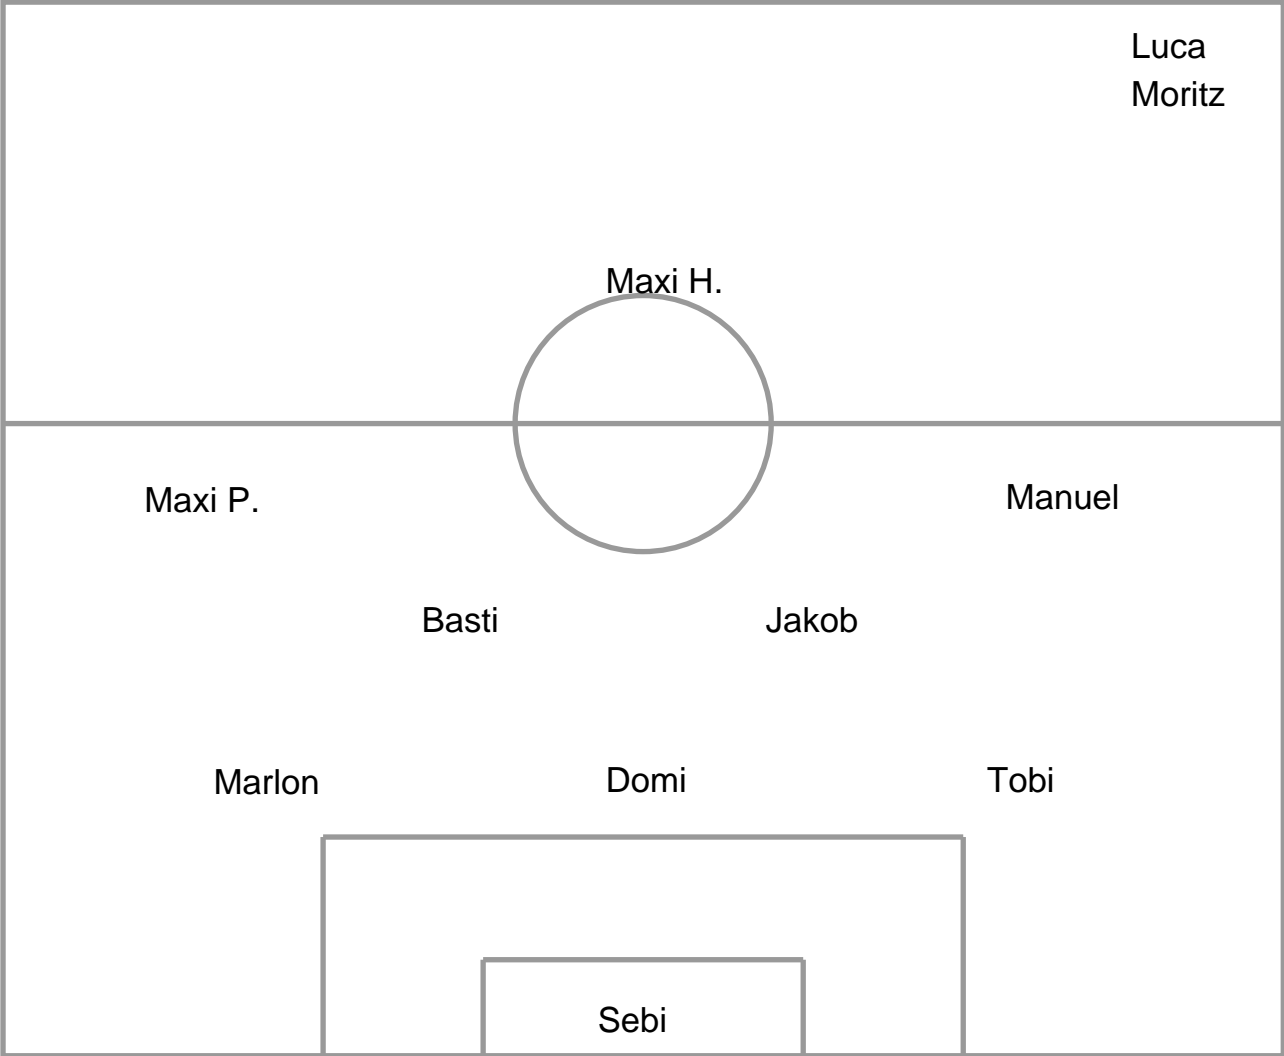 Luca
Moritz
Maxi H.
Maxi P.
Manuel
Basti
Jakob
Marlon
Domi
Tobi
Sebi